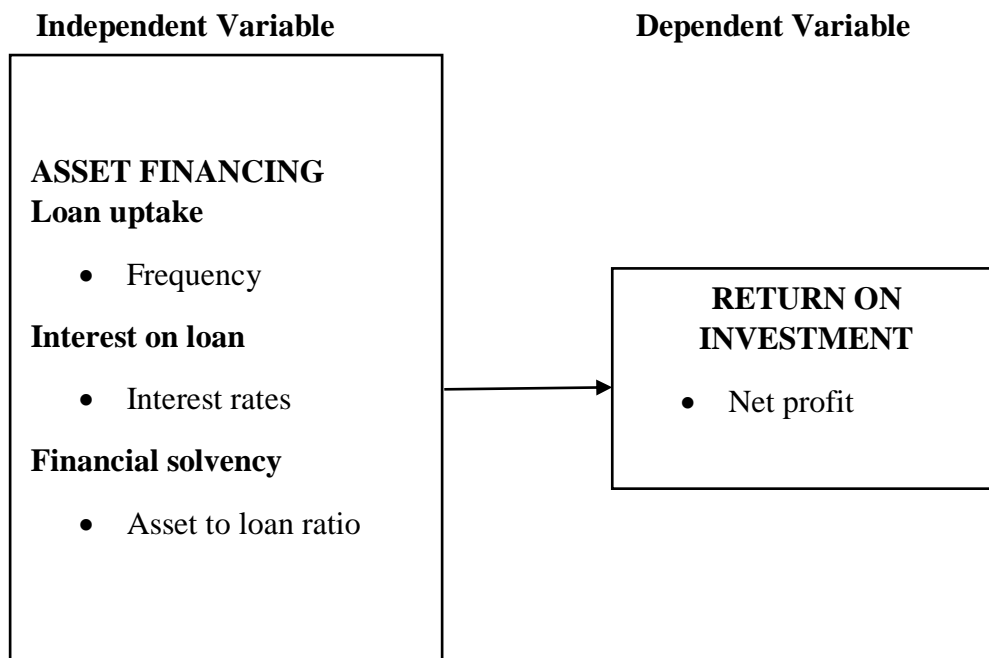 Independent Variable
Dependent Variable
ASSET FINANCING
Loan uptake
• Frequency
Interest on loan
• Interest rates
Financial solvency
• Asset to loan ratio
RETURN ON
INVESTMENT
• Net profit